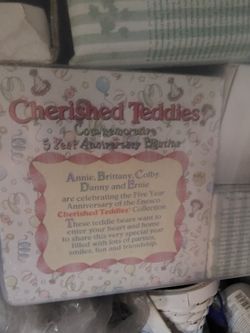 Cherished Teddies
Commemorative
5 Year Anniversary Figurine
Annie, Brittany, Colby,
Danny and Ernie
are celebrating the Five Year
Anniversary of the Enesco
Cherished Teddies Collection.
These teddie bears want to
enter your heart and home
to share this very special year
filled with lots of parties,
smiles, fun and friendship.